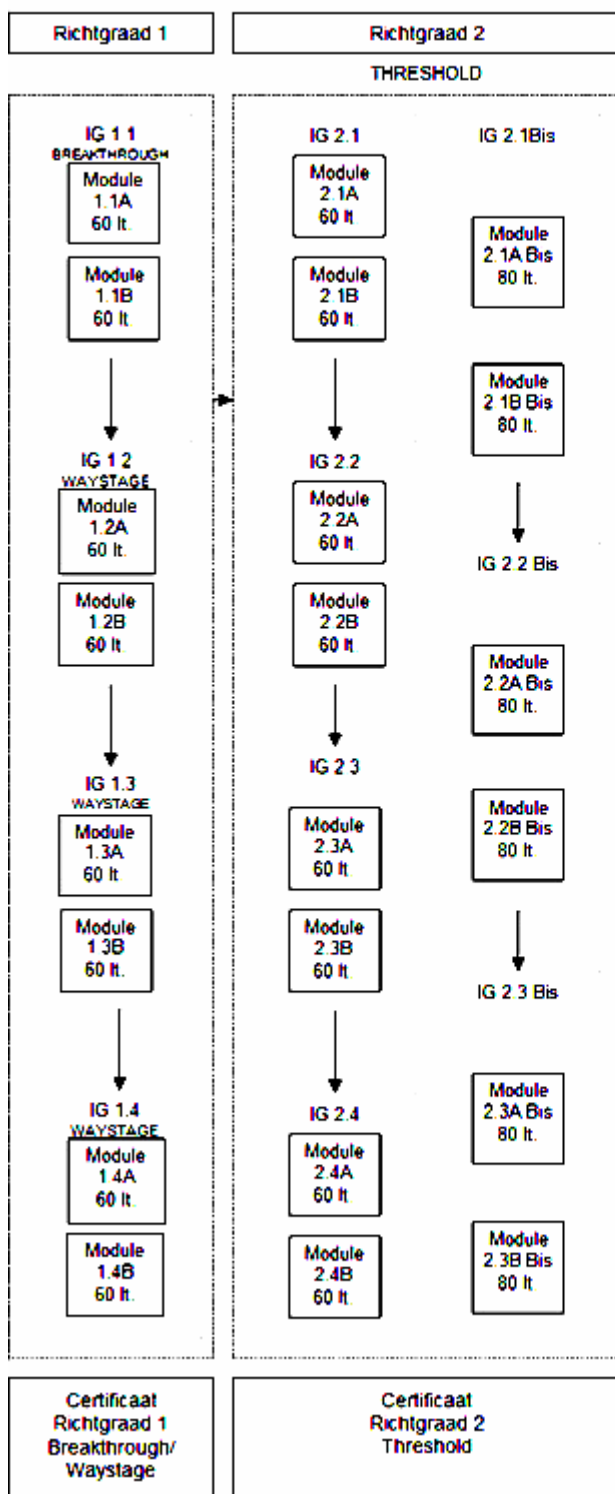 Richtgraad 1
Richtgraad 2
THRESHOLD
IG 1 1
BREAKTHROUGH
Module
1.1A
60 lt.
Module
1.1B
60 lt.
IG 1 2
WAYSTAGE
Module
1.2A
60 lt.
Module
1.2B
60 lt
IG 1.3
WAYSTAGE
Module
1.3A
60 lt.
Module
1 3B
60 lt.
IG 1.4
WAYSTAGE
Module
1.4A
60 lt.
Module
1.4B
60 lt.
IG 2.1
Module
2.1A
60 lt.
Module
2.1B
60 lt.
IG 2.2
Module
2.2A
60 lt.
Module
2.2B
60 lt.
IG 2 3
Module
2.3A
60 lt.
Module
2.3B
60 lt.
IG 2.4
Module
2.4A
60 lt.
Module
2.4B
60 lt.
IG 2.1Bis
Module
2.1A Bis
80 lt.
Module
2 1B Bis
80 lt.
IG 2.2 Bis
Module
2.2A Bis
80 lt.
Module
2.2B Bis
80 lt
IG 2.3 Bis
Module
2.3A Bis
80 lt.
Module
2.3B Bis
80 lt
Certificaat
Richtgraad 1
Breakthrough/
Waystage
Certificaat
Richtgraad 2
Threshold